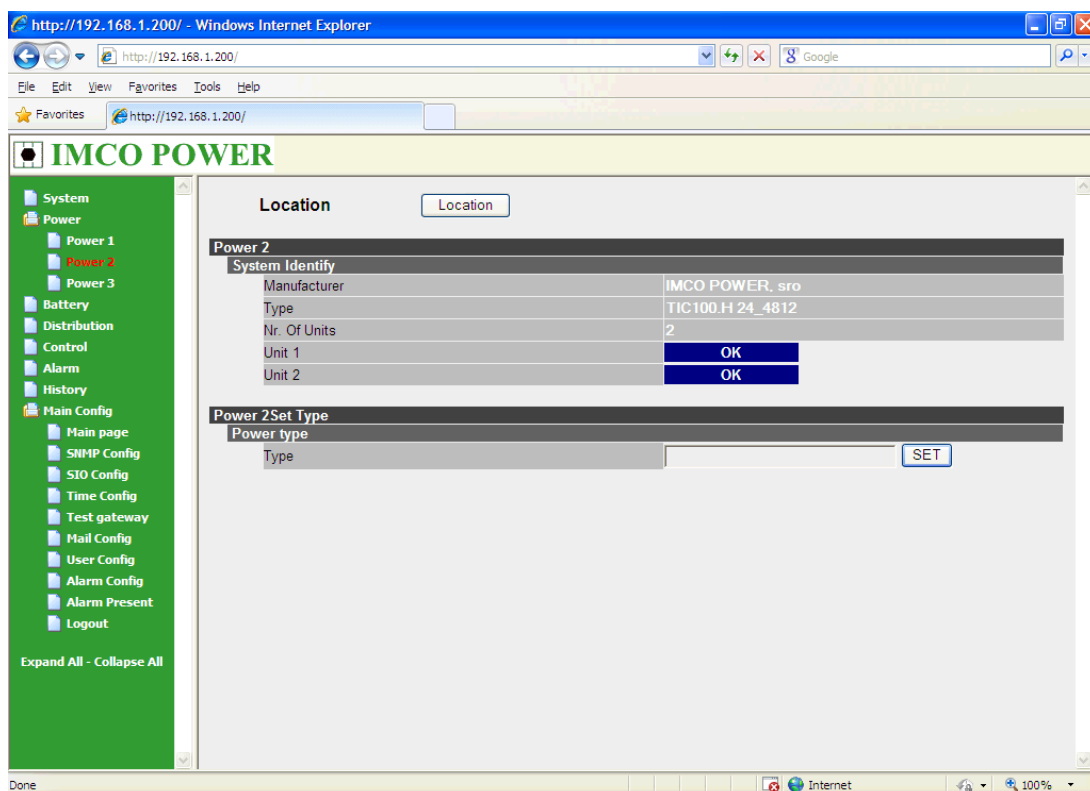 http://192.168.1.200/ - Windows Internet Explorer
http://192.168.1.200/
Google
File Edit View Favorites Tools Help
Favorites
http://192.168.1.200/
IMCO POWER
System
Power
Power 1
Power 2
Power 3
Battery
Distribution
Control
Alarm
History
Main Config
Main page
SNMP Config
SIO Config
Time Config
Test gateway
Mail Config
User Config
Alarm Config
Alarm Present
Logout
Expand All - Collapse All
Location Location
Power 2
System Identify
Manufacturer IMCO POWER, sro
Type TIC100.H 24_4812
Nr. Of Units 2
Unit 1 OK
Unit 2 OK
Power 2Set Type
Power type
Type SET
Done Internet 100%